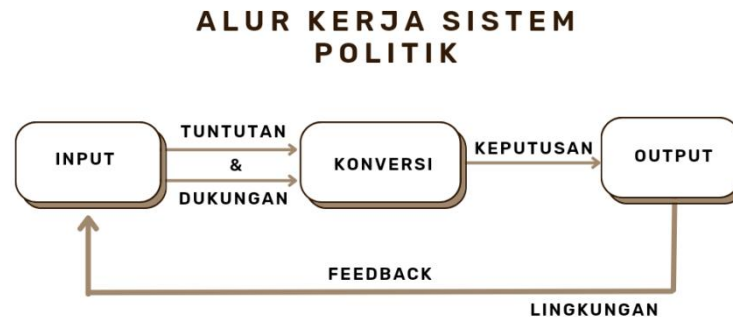 ALUR KERJA SISTEM
POLITIK
INPUT
TUNTUTAN
&
DUKUNGAN
KONVERSI
KEPUTUSAN
OUTPUT
FEEDBACK
LINGKUNGAN